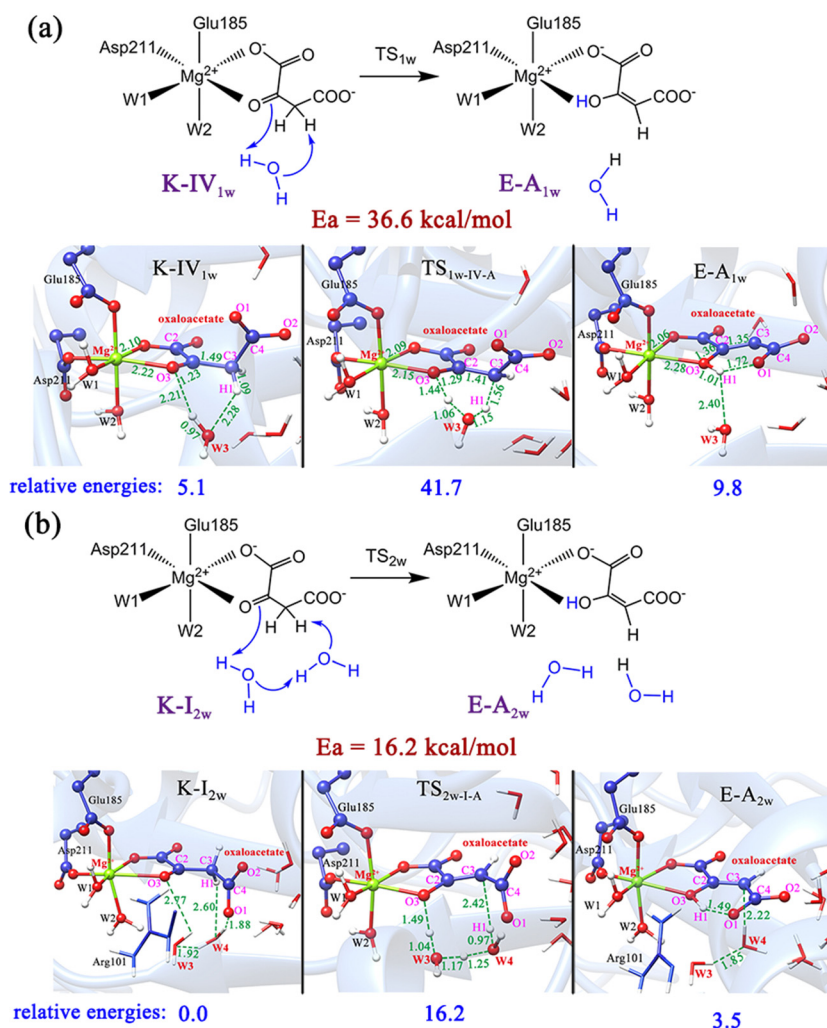 (a)
Glu185
Asp211
Mg2+
O-
O
W1
W2
O
COO-
H H
H O
H
K-IV1w
TS1w
Glu185
Asp211
Mg2+
O-
O
W1
W2
HO
COO-
H
H
O
H
E-A1w
Ea = 36.6 kcal/mol
K-IV1w
Glu185
oxaloacetate
O1
O2
C2
C4
C3
Mg2+
2.10
1.49
2.22
O3
1.23
1.09
H1
Asp211
W1
2.21
2.28
0.97
W2
W3
TS1w-IV-A
Glu185
oxaloacetate
O1
O2
Asp211
Mg2+
2.09
C2
C4
C3
2.15
O3
1.29
1.41
W1
1.44
H1
1.56
1.06
1.15
W2
W3
E-A1w
Glu185
oxaloacetate
C3
O2
Asp211
Mg2+
2.06
C2
1.36
1.35
C4
2.28
O3
1.01
1.72
O1
H1
W1
W2
2.40
W3
relative energies: 5.1 41.7 9.8
(b)
Glu185
Asp211
Mg2+
O-
O
W1
W2
O
COO-
H H
H O
H
H O
H
K-I2w
TS2w
Glu185
Asp211
Mg2+
O-
O
W1
W2
HO
COO-
H
O H
H
H
O H
E-A2w
Ea = 16.2 kcal/mol
K-I2w
Glu185
oxaloacetate
C2
C3
O2
Asp211
Mg2+
O3
H1
C4
W1
2.77
2.60
O1
1.88
W2
W4
Arg101
1.92
W3
TS2w-I-A
Glu185
oxaloacetate
C3
O2
Asp211
Mg2+
C2
C4
O3
2.42
O1
W1
1.49
H1
W2
1.04
0.97
W3
1.17
1.25
W4
E-A2w
Glu185
oxaloacetate
Asp211
Mg2+
C2
C3
C4
O2
O3
1.49
H1
O1
2.22
W1
W2
W4
Arg101
1.85
W3
relative energies: 0.0 16.2 3.5